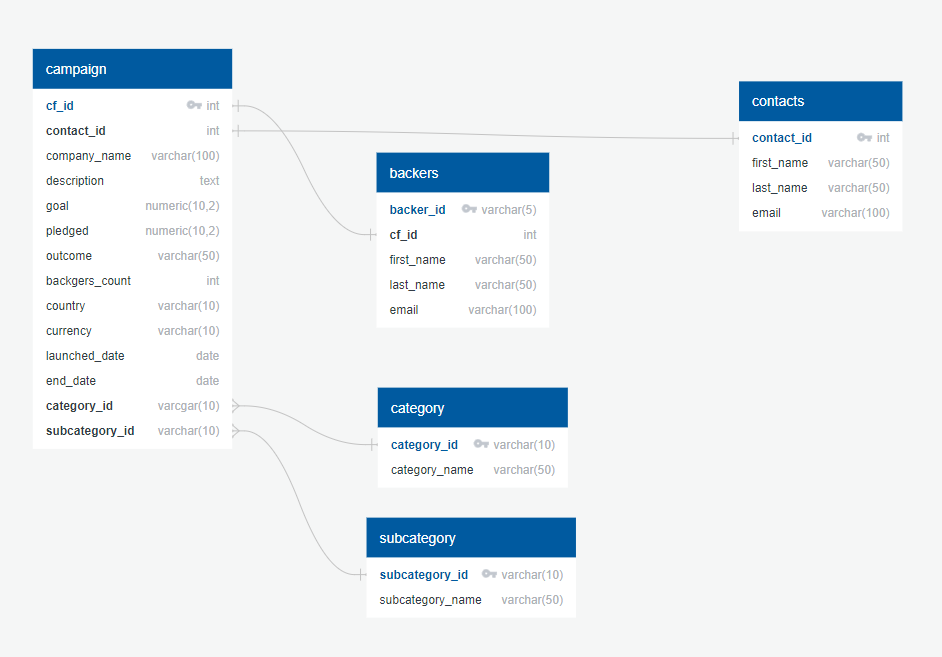 campaign
cf_id int
contact_id int
company_name varchar(100)
description text
goal numeric(10,2)
pledged numeric(10,2)
outcome varchar(50)
backgers_count int
country varchar(10)
currency varchar(10)
launched_date date
end_date date
category_id varcgar(10)
subcategory_id varchar(10)
backers
backer_id varchar(5)
cf_id int
first_name varchar(50)
last_name varchar(50)
email varchar(100)
contacts
contact_id int
first_name varchar(50)
last_name varchar(50)
email varchar(100)
category
category_id varchar(10)
category_name varchar(50)
subcategory
subcategory_id varchar(10)
subcategory_name varchar(50)